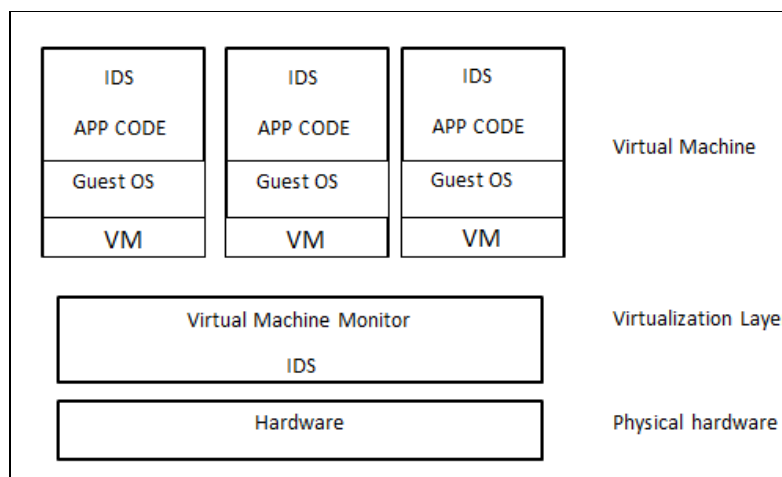 IDS IDS IDS
APP CODE APP CODE APP CODE
Virtual Machine
Guest OS Guest OS Guest OS
VM VM VM
Virtual Machine Monitor
Virtualization Laye
IDS
Hardware
Physical hardware